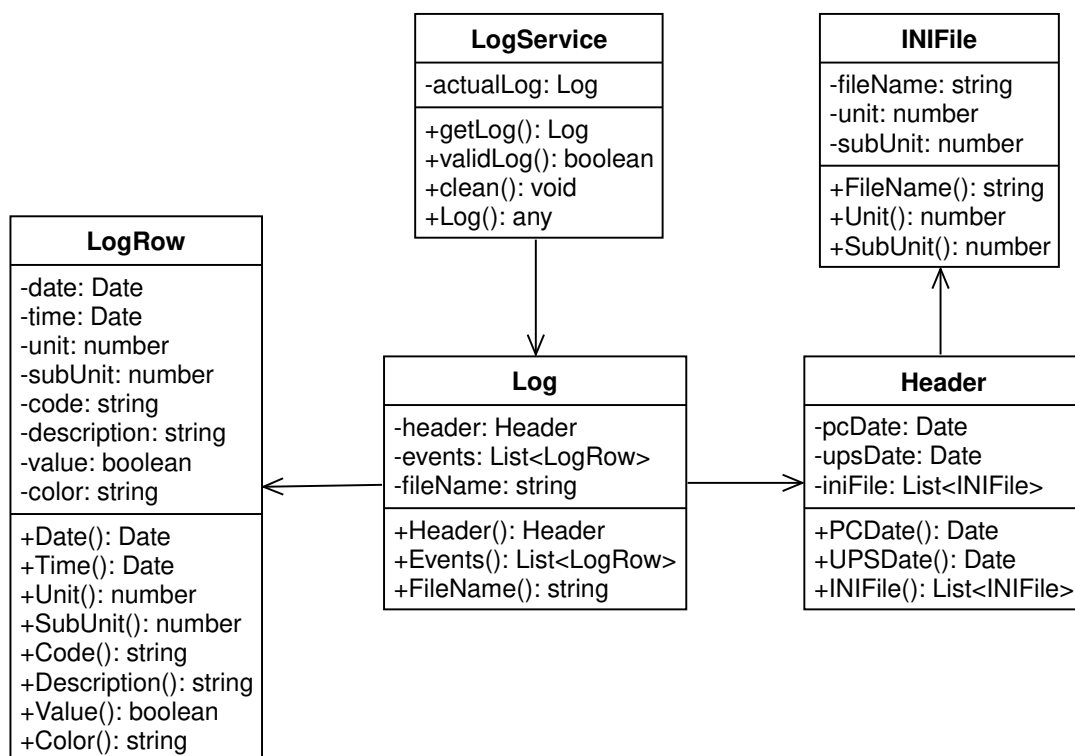 LogService
-actualLog: Log
+getLog(): Log
+validLog(): boolean
+clean(): void
+Log(): any
INIFile
-fileName: string
-unit: number
-subUnit: number
+FileName(): string
+Unit(): number
+SubUnit(): number
LogRow
-date: Date
-time: Date
-unit: number
-subUnit: number
-code: string
-description: string
-value: boolean
-color: string
+Date(): Date
+Time(): Date
+Unit(): number
+SubUnit(): number
+Code(): string
+Description(): string
+Value(): boolean
+Color(): string
Log
-header: Header
-events: List<LogRow>
-fileName: string
+Header(): Header
+Events(): List<LogRow>
+FileName(): string
Header
-pcDate: Date
-upsDate: Date
-iniFile: List<INIFile>
+PCDate(): Date
+UPSDate(): Date
+INIFile(): List<INIFile>